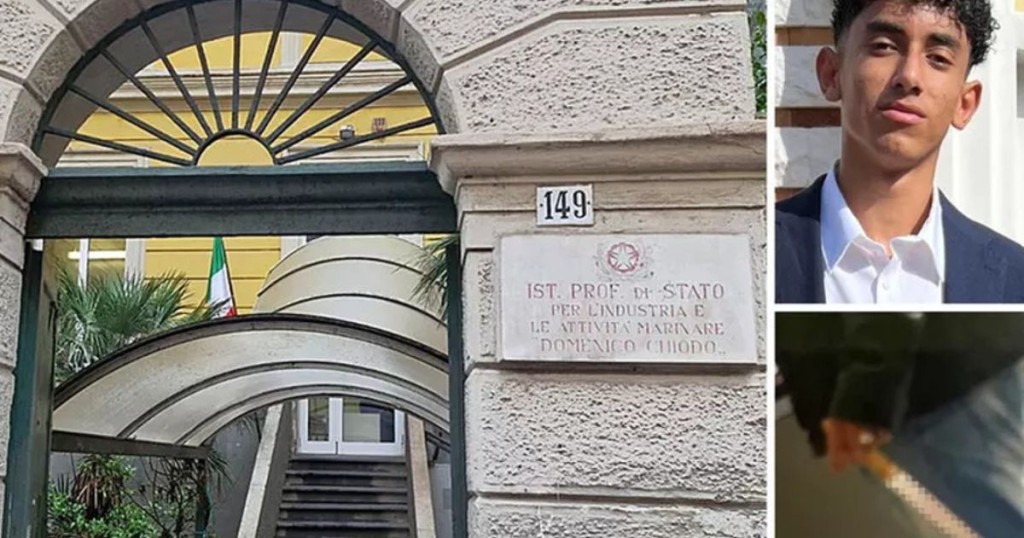 149
IST. PROF. DI STATO
PER L'INDUSTRIA E
LE ATTIVITÀ MARINARE
"DOMENICO CHIODO"